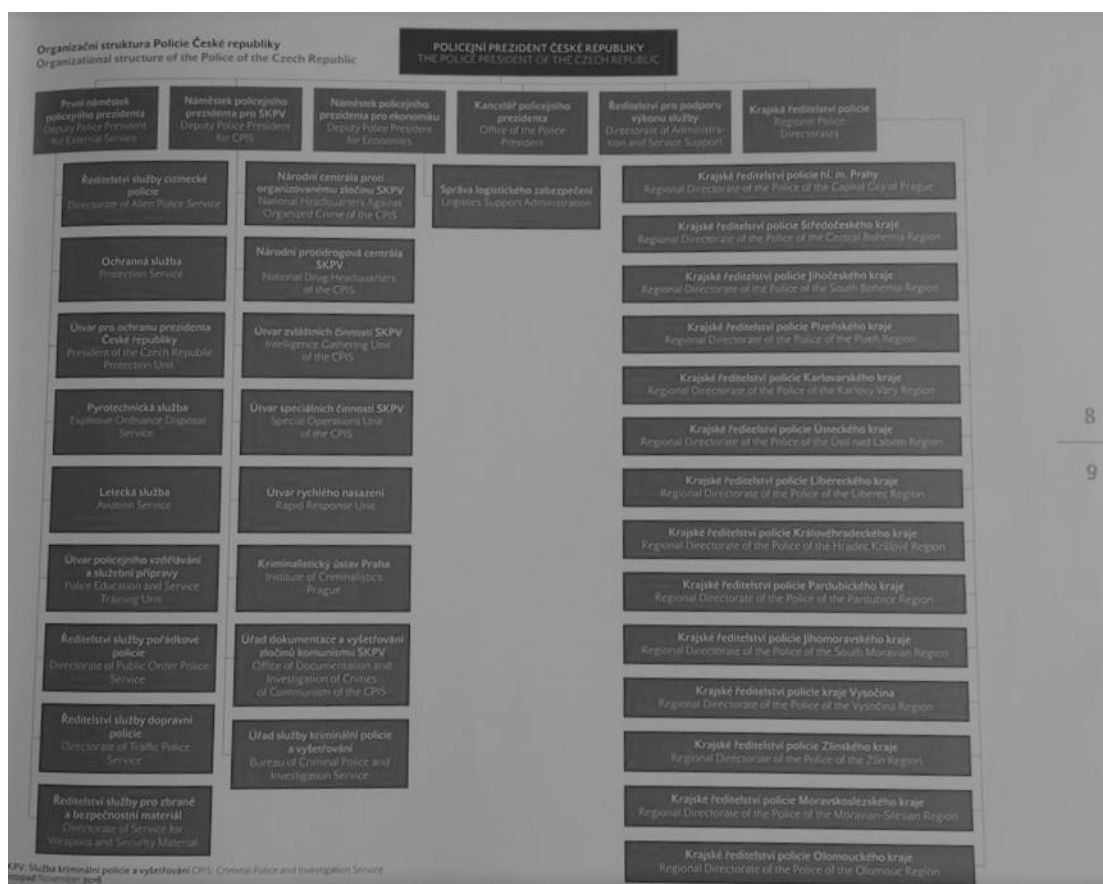 Organizační struktura Policie České republiky
Organizational structure of the Police of the Czech Republic
POLICEJNÍ PREZIDENT ČESKÉ REPUBLIKY
THE POLICE PRESIDENT OF THE CZECH REPUBLIC
První náměstek
policejního prezidenta
Deputy Police President
for External Service
Náměstek policejního
prezidenta pro SKPV
Deputy Police President
for CPIS
Náměstek policejního
prezidenta pro ekonomiku
Deputy Police President
for Economics
Kancelář policejního
prezidenta
Office of the Police
President
Ředitelství pro podporu
výkonu služby
Directorate of Administra-
tion and Service Support
Krajská ředitelství policie
Regional Police
Directorates
Ředitelství služby cizinecké
policie
Directorate of Alien Police Service
Ochranná služba
Protection Service
Útvar pro ochranu prezidenta
České republiky
President of the Czech Republic
Protection Unit
Pyrotechnická služba
Explosive Ordnance Disposal
Service
Letecká služba
Aviation Service
Útvar policejního vzdělávání
a služební přípravy
Police Education and Service
Training Unit
Ředitelství služby pořádkové
policie
Directorate of Public Order Police
Service
Ředitelství služby dopravní
policie
Directorate of Traffic Police
Service
Ředitelství služby pro zbraně
a bezpečnostní materiál
Directorate of Service for
Weapons and Security Material
Národní centrála proti
organizovanému zločinu SKPV
National Headquarters Against
Organized Crime of the CPIS
Národní protidrogová centrála
SKPV
National Drug Headquarters
of the CPIS
Útvar zvláštních činností SKPV
Intelligence Gathering Unit
of the CPIS
Útvar speciálních činností SKPV
Special Operations Unit
of the CPIS
Útvar rychlého nasazení
Rapid Response Unit
Kriminalistický ústav Praha
Institute of Criminalistics
Prague
Úřad dokumentace a vyšetřování
zločinů komunismu SKPV
Office of Documentation and
Investigation of Crimes
of Communism of the CPIS
Úřad služby kriminální policie
a vyšetřování
Bureau of Criminal Police and
Investigation Service
Správa logistického zabezpečení
Logistics Support Administration
Krajské ředitelství policie hl. m. Prahy
Regional Directorate of the Police of the Capital City of Prague
Krajské ředitelství policie Středočeského kraje
Regional Directorate of the Police of the Central Bohemia Region
Krajské ředitelství policie Jihočeského kraje
Regional Directorate of the Police of the South Bohemia Region
Krajské ředitelství policie Plzeňského kraje
Regional Directorate of the Police of the Plzeň Region
Krajské ředitelství policie Karlovarského kraje
Regional Directorate of the Police of the Karlovy Vary Region
Krajské ředitelství policie Ústeckého kraje
Regional Directorate of the Police of the Ústí nad Labem Region
Krajské ředitelství policie Libereckého kraje
Regional Directorate of the Police of the Liberec Region
Krajské ředitelství policie Královéhradeckého kraje
Regional Directorate of the Police of the Hradec Králové Region
Krajské ředitelství policie Pardubického kraje
Regional Directorate of the Police of the Pardubice Region
Krajské ředitelství policie Jihomoravského kraje
Regional Directorate of the Police of the South Moravian Region
Krajské ředitelství policie kraje Vysočina
Regional Directorate of the Police of the Vysočina Region
Krajské ředitelství policie Zlínského kraje
Regional Directorate of the Police of the Zlín Region
Krajské ředitelství policie Moravskoslezského kraje
Regional Directorate of the Police of the Moravian-Silesian Region
Krajské ředitelství policie Olomouckého kraje
Regional Directorate of the Police of the Olomouc Region
8
9
KPV: Služba kriminální policie a vyšetřování CPIS: Criminal Police and Investigation Service
listopad November 2016